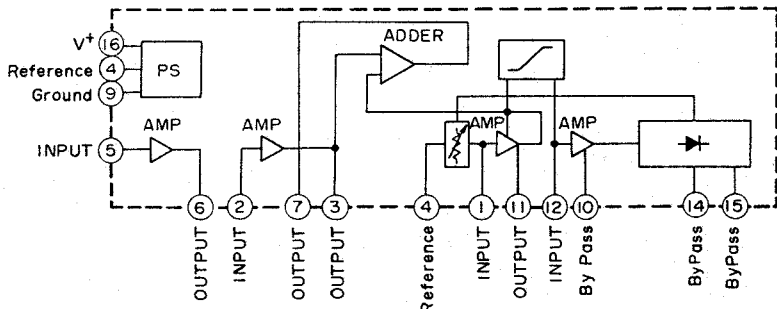 V+ 16
Reference 4
Ground 9
PS
ADDER
INPUT 5
AMP
AMP
AMP
AMP
6 2 7 3 4 1 11 12 10 14 15
OUTPUT
INPUT
OUTPUT
OUTPUT
Reference
INPUT
OUTPUT
INPUT
By Pass
ByPass
ByPass